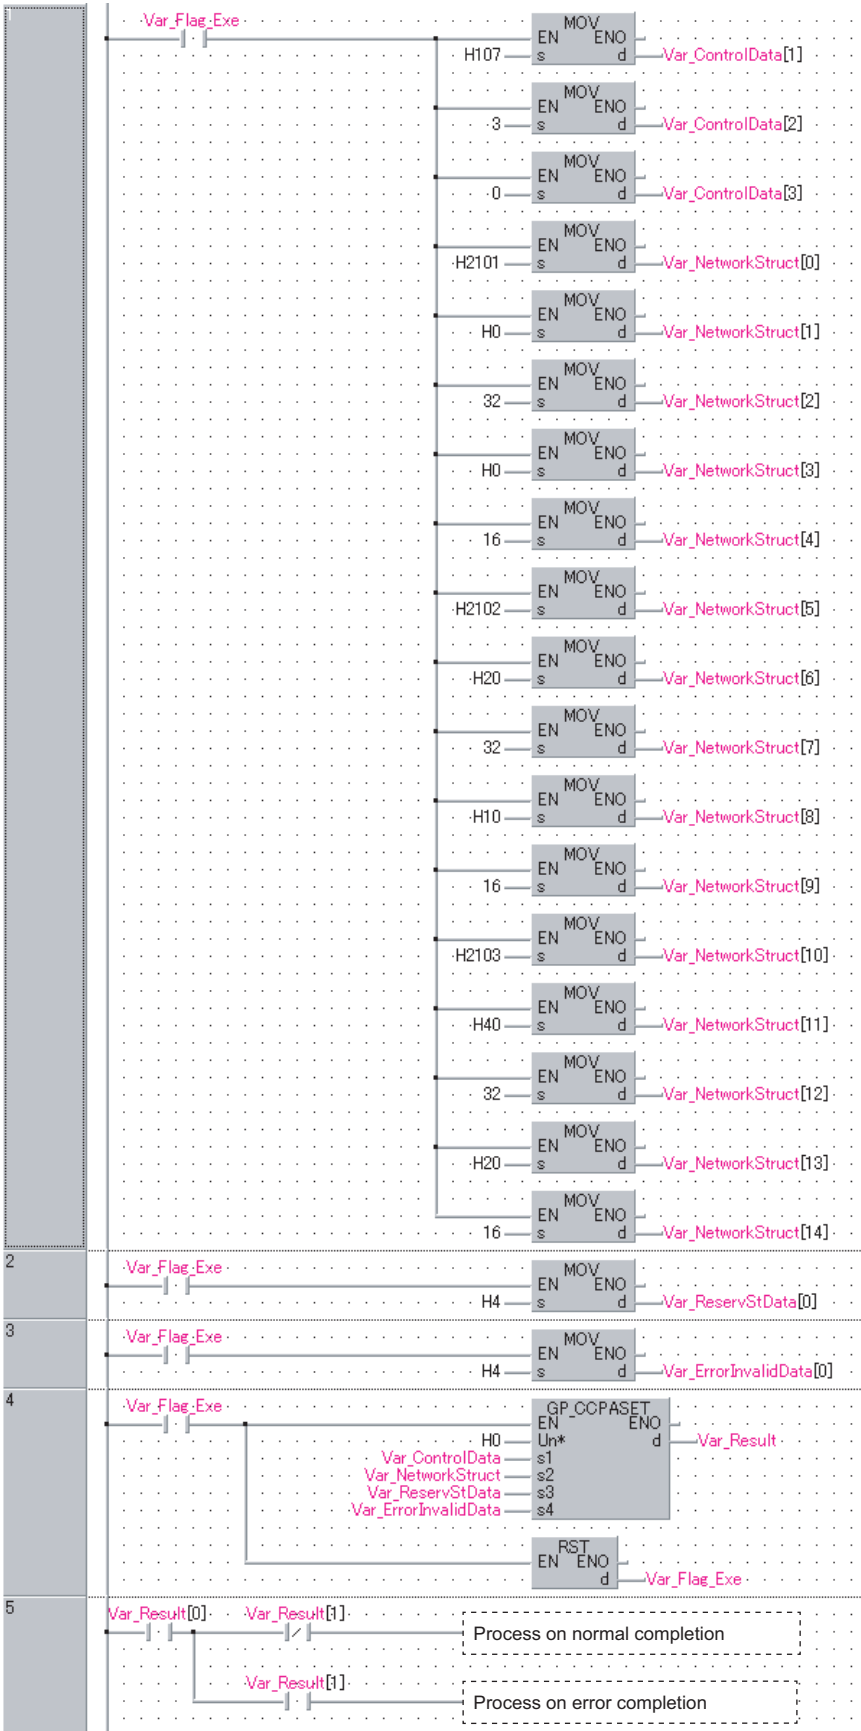 1
Var_Flag_Exe
MOV
EN ENO
H107 s d Var_ControlData[1]
MOV
EN ENO
3 s d Var_ControlData[2]
MOV
EN ENO
0 s d Var_ControlData[3]
MOV
EN ENO
H2101 s d Var_NetworkStruct[0]
MOV
EN ENO
H0 s d Var_NetworkStruct[1]
MOV
EN ENO
32 s d Var_NetworkStruct[2]
MOV
EN ENO
H0 s d Var_NetworkStruct[3]
MOV
EN ENO
16 s d Var_NetworkStruct[4]
MOV
EN ENO
H2102 s d Var_NetworkStruct[5]
MOV
EN ENO
H20 s d Var_NetworkStruct[6]
MOV
EN ENO
32 s d Var_NetworkStruct[7]
MOV
EN ENO
H10 s d Var_NetworkStruct[8]
MOV
EN ENO
16 s d Var_NetworkStruct[9]
MOV
EN ENO
H2103 s d Var_NetworkStruct[10]
MOV
EN ENO
H40 s d Var_NetworkStruct[11]
MOV
EN ENO
32 s d Var_NetworkStruct[12]
MOV
EN ENO
H20 s d Var_NetworkStruct[13]
MOV
EN ENO
16 s d Var_NetworkStruct[14]
2
Var_Flag_Exe
MOV
EN ENO
H4 s d Var_ReservStData[0]
3
Var_Flag_Exe
MOV
EN ENO
H4 s d Var_ErrorInvalidData[0]
4
Var_Flag_Exe
GP_CCPASET
EN ENO
H0 Un* d Var_Result
Var_ControlData s1
Var_NetworkStruct s2
Var_ReservStData s3
Var_ErrorInvalidData s4
RST
EN ENO
d Var_Flag_Exe
5
Var_Result[0] Var_Result[1]
Process on normal completion
Var_Result[1]
Process on error completion